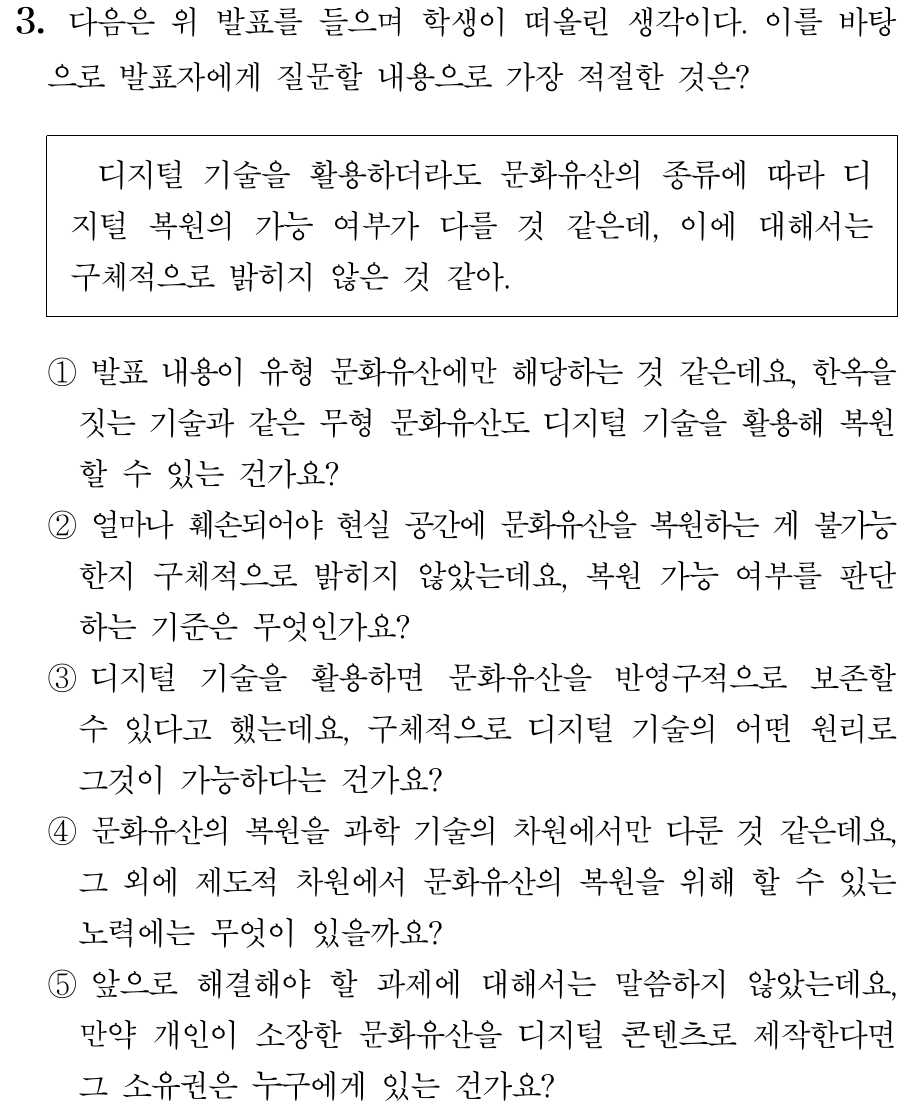 3. 다음은 위 발표를 들으며 학생이 떠올린 생각이다. 이를 바탕
으로 발표자에게 질문할 내용으로 가장 적절한 것은?
디지털 기술을 활용하더라도 문화유산의 종류에 따라 디
지털 복원의 가능 여부가 다를 것 같은데, 이에 대해서는
구체적으로 밝히지 않은 것 같아.
① 발표 내용이 유형 문화유산에만 해당하는 것 같은데요, 한옥을
짓는 기술과 같은 무형 문화유산도 디지털 기술을 활용해 복원
할 수 있는 건가요?
② 얼마나 훼손되어야 현실 공간에 문화유산을 복원하는 게 불가능
한지 구체적으로 밝히지 않았는데요, 복원 가능 여부를 판단
하는 기준은 무엇인가요?
③ 디지털 기술을 활용하면 문화유산을 반영구적으로 보존할
수 있다고 했는데요, 구체적으로 디지털 기술의 어떤 원리로
그것이 가능하다는 건가요?
④ 문화유산의 복원을 과학 기술의 차원에서만 다룬 것 같은데요,
그 외에 제도적 차원에서 문화유산의 복원을 위해 할 수 있는
노력에는 무엇이 있을까요?
⑤ 앞으로 해결해야 할 과제에 대해서는 말씀하지 않았는데요,
만약 개인이 소장한 문화유산을 디지털 콘텐츠로 제작한다면
그 소유권은 누구에게 있는 건가요?